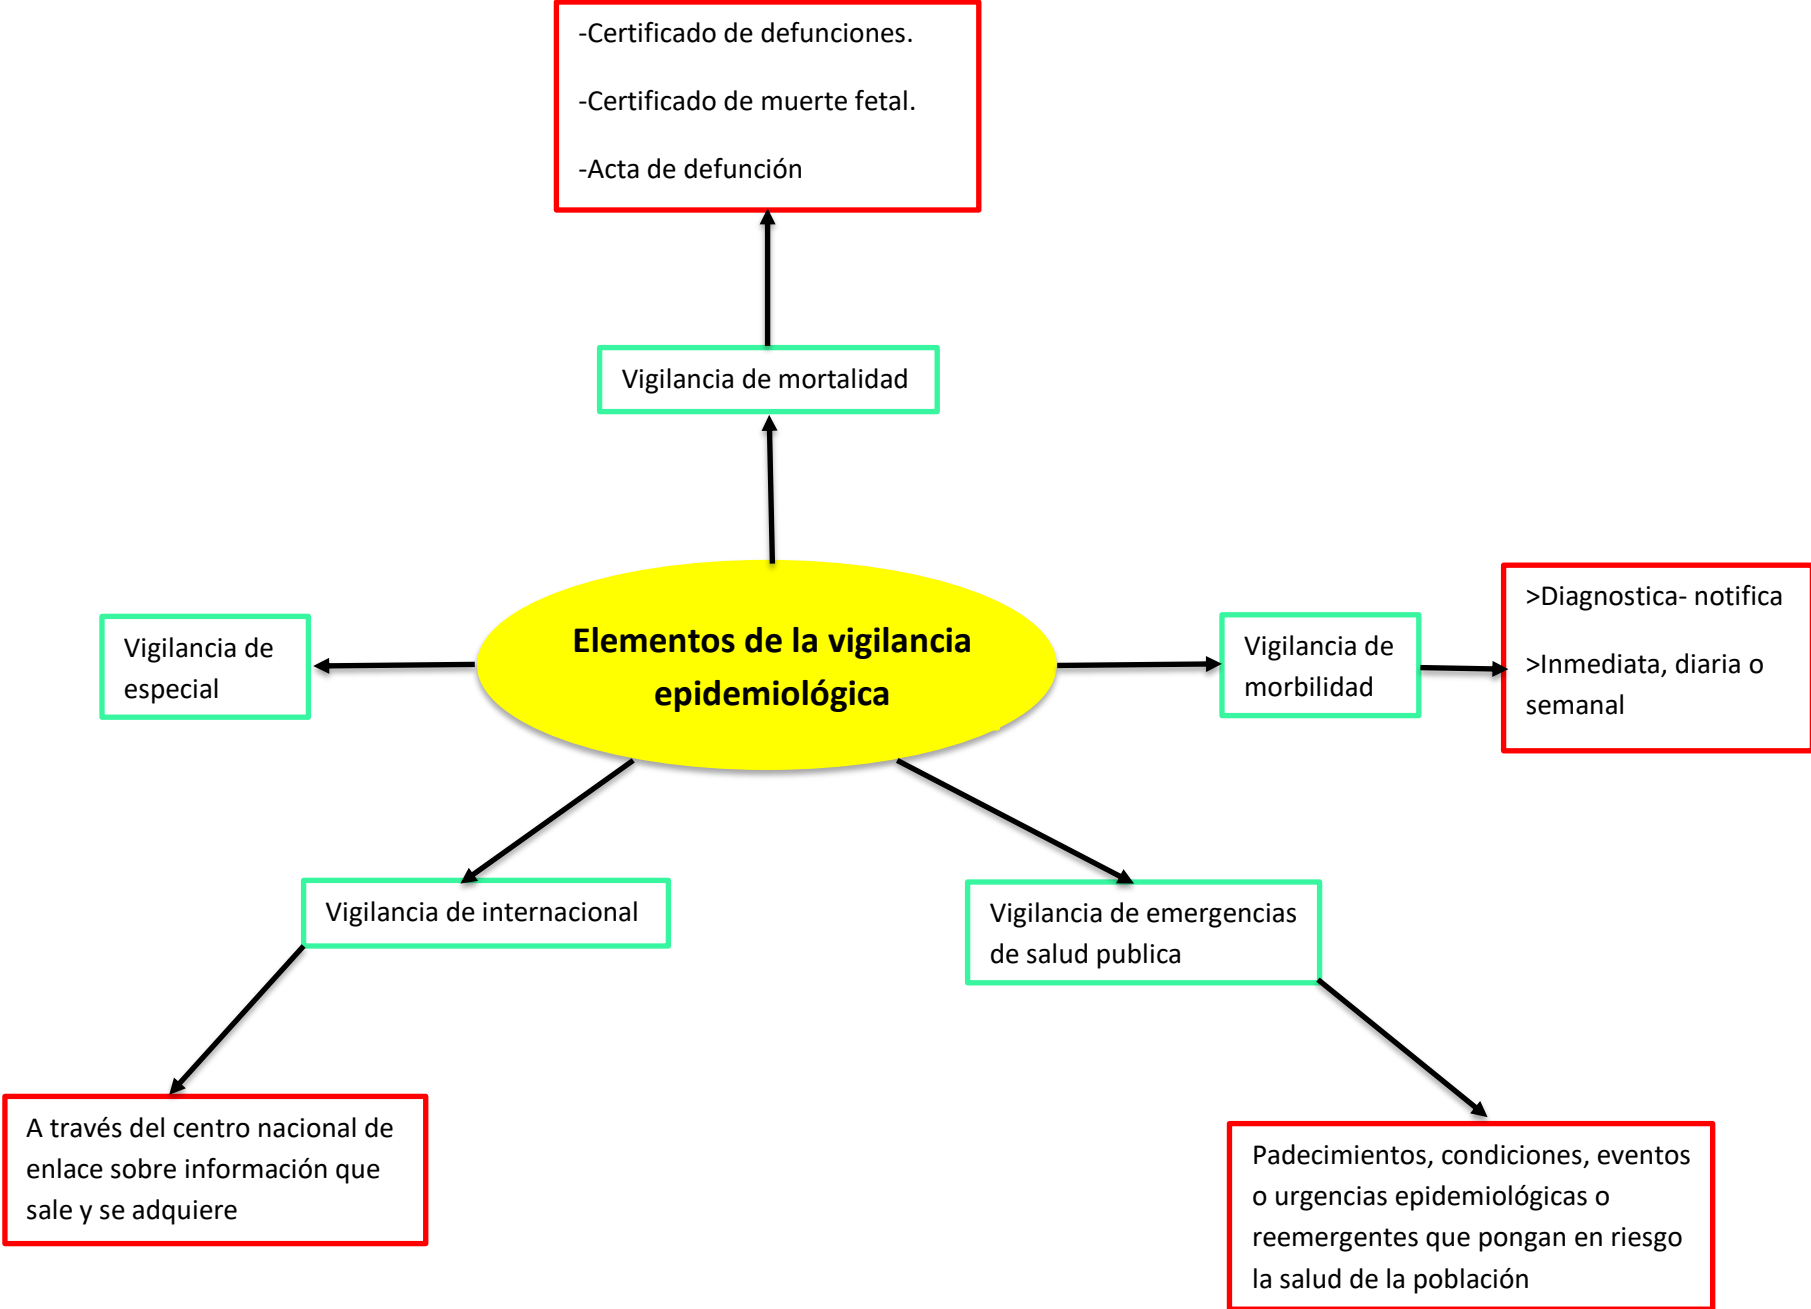 -Certificado de defunciones.
-Certificado de muerte fetal.
-Acta de defunción
Vigilancia de mortalidad
Elementos de la vigilancia
epidemiológica
Vigilancia de
especial
Vigilancia de
morbilidad
>Diagnostica- notifica
>Inmediata, diaria o
semanal
Vigilancia de internacional
Vigilancia de emergencias
de salud publica
A través del centro nacional de
enlace sobre información que
sale y se adquiere
Padecimientos, condiciones, eventos
o urgencias epidemiológicas o
reemergentes que pongan en riesgo
la salud de la población